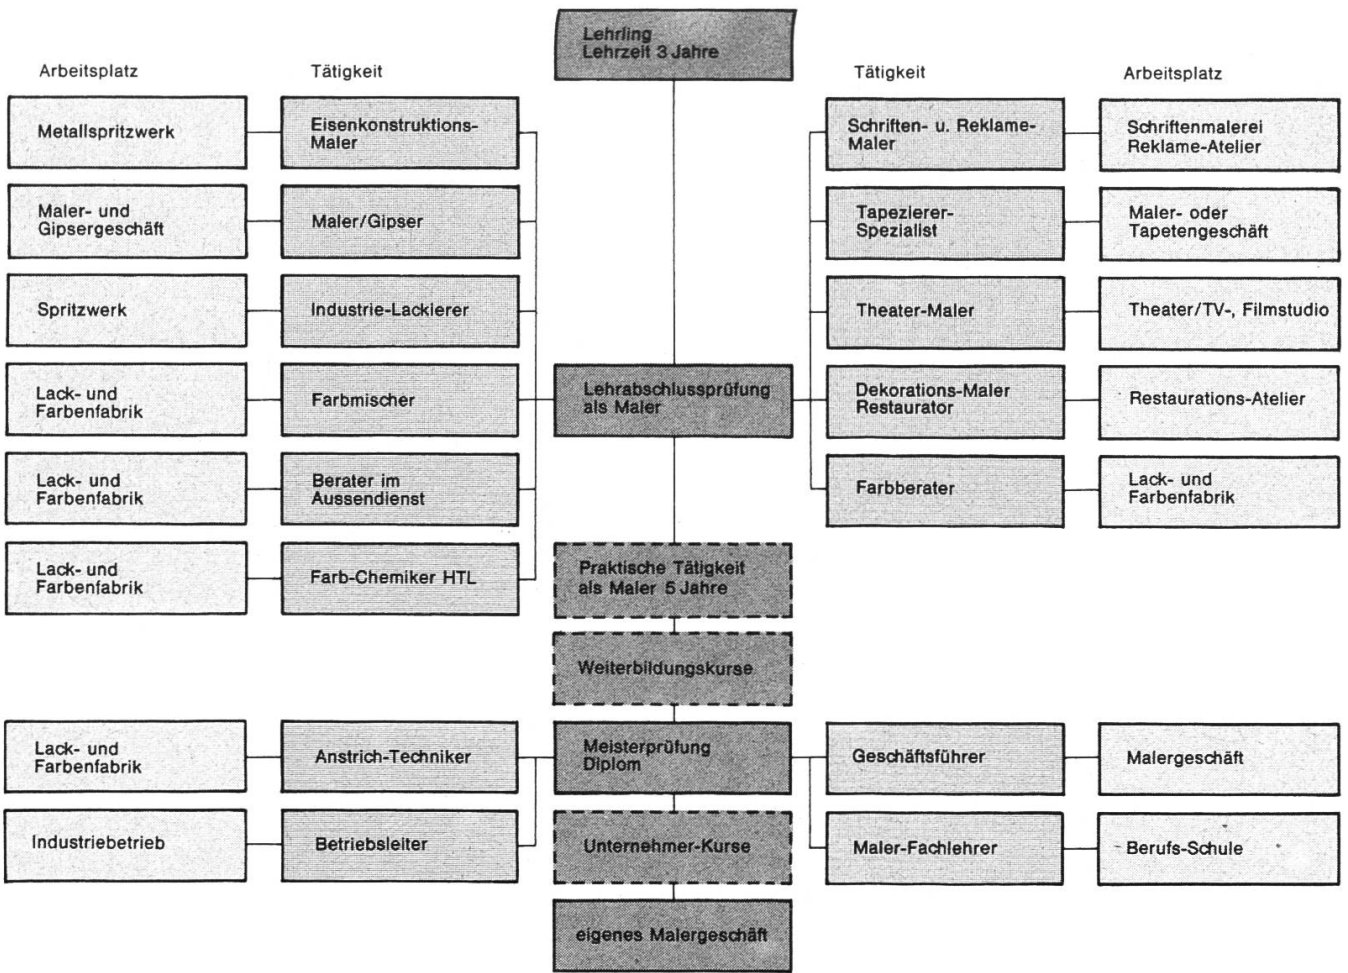 Lehrling
Lehrzeit 3 Jahre
Arbeitsplatz
Tätigkeit
Tätigkeit
Arbeitsplatz
Metallspritzwerk
Eisenkonstruktions-
Maler
Schriften- u. Reklame-
Maler
Schriftenmalerei
Reklame-Atelier
Maler- und
Gipsergeschäft
Maler/Gipser
Tapezierer-
Spezialist
Maler- oder
Tapetengeschäft
Spritzwerk
Industrie-Lackierer
Theater-Maler
Theater/TV-, Filmstudio
Lack- und
Farbenfabrik
Farbmischer
Lehrabschlussprüfung
als Maler
Dekorations-Maler
Restaurator
Restaurations-Atelier
Lack- und
Farbenfabrik
Berater im
Aussendienst
Farbberater
Lack- und
Farbenfabrik
Lack- und
Farbenfabrik
Farb-Chemiker HTL
Praktische Tätigkeit
als Maler 5 Jahre
Weiterbildungskurse
Lack- und
Farbenfabrik
Anstrich-Techniker
Meisterprüfung
Diplom
Geschäftsführer
Malergeschäft
Industriebetrieb
Betriebsleiter
Unternehmer-Kurse
Maler-Fachlehrer
Berufs-Schule
eigenes Malergeschäft